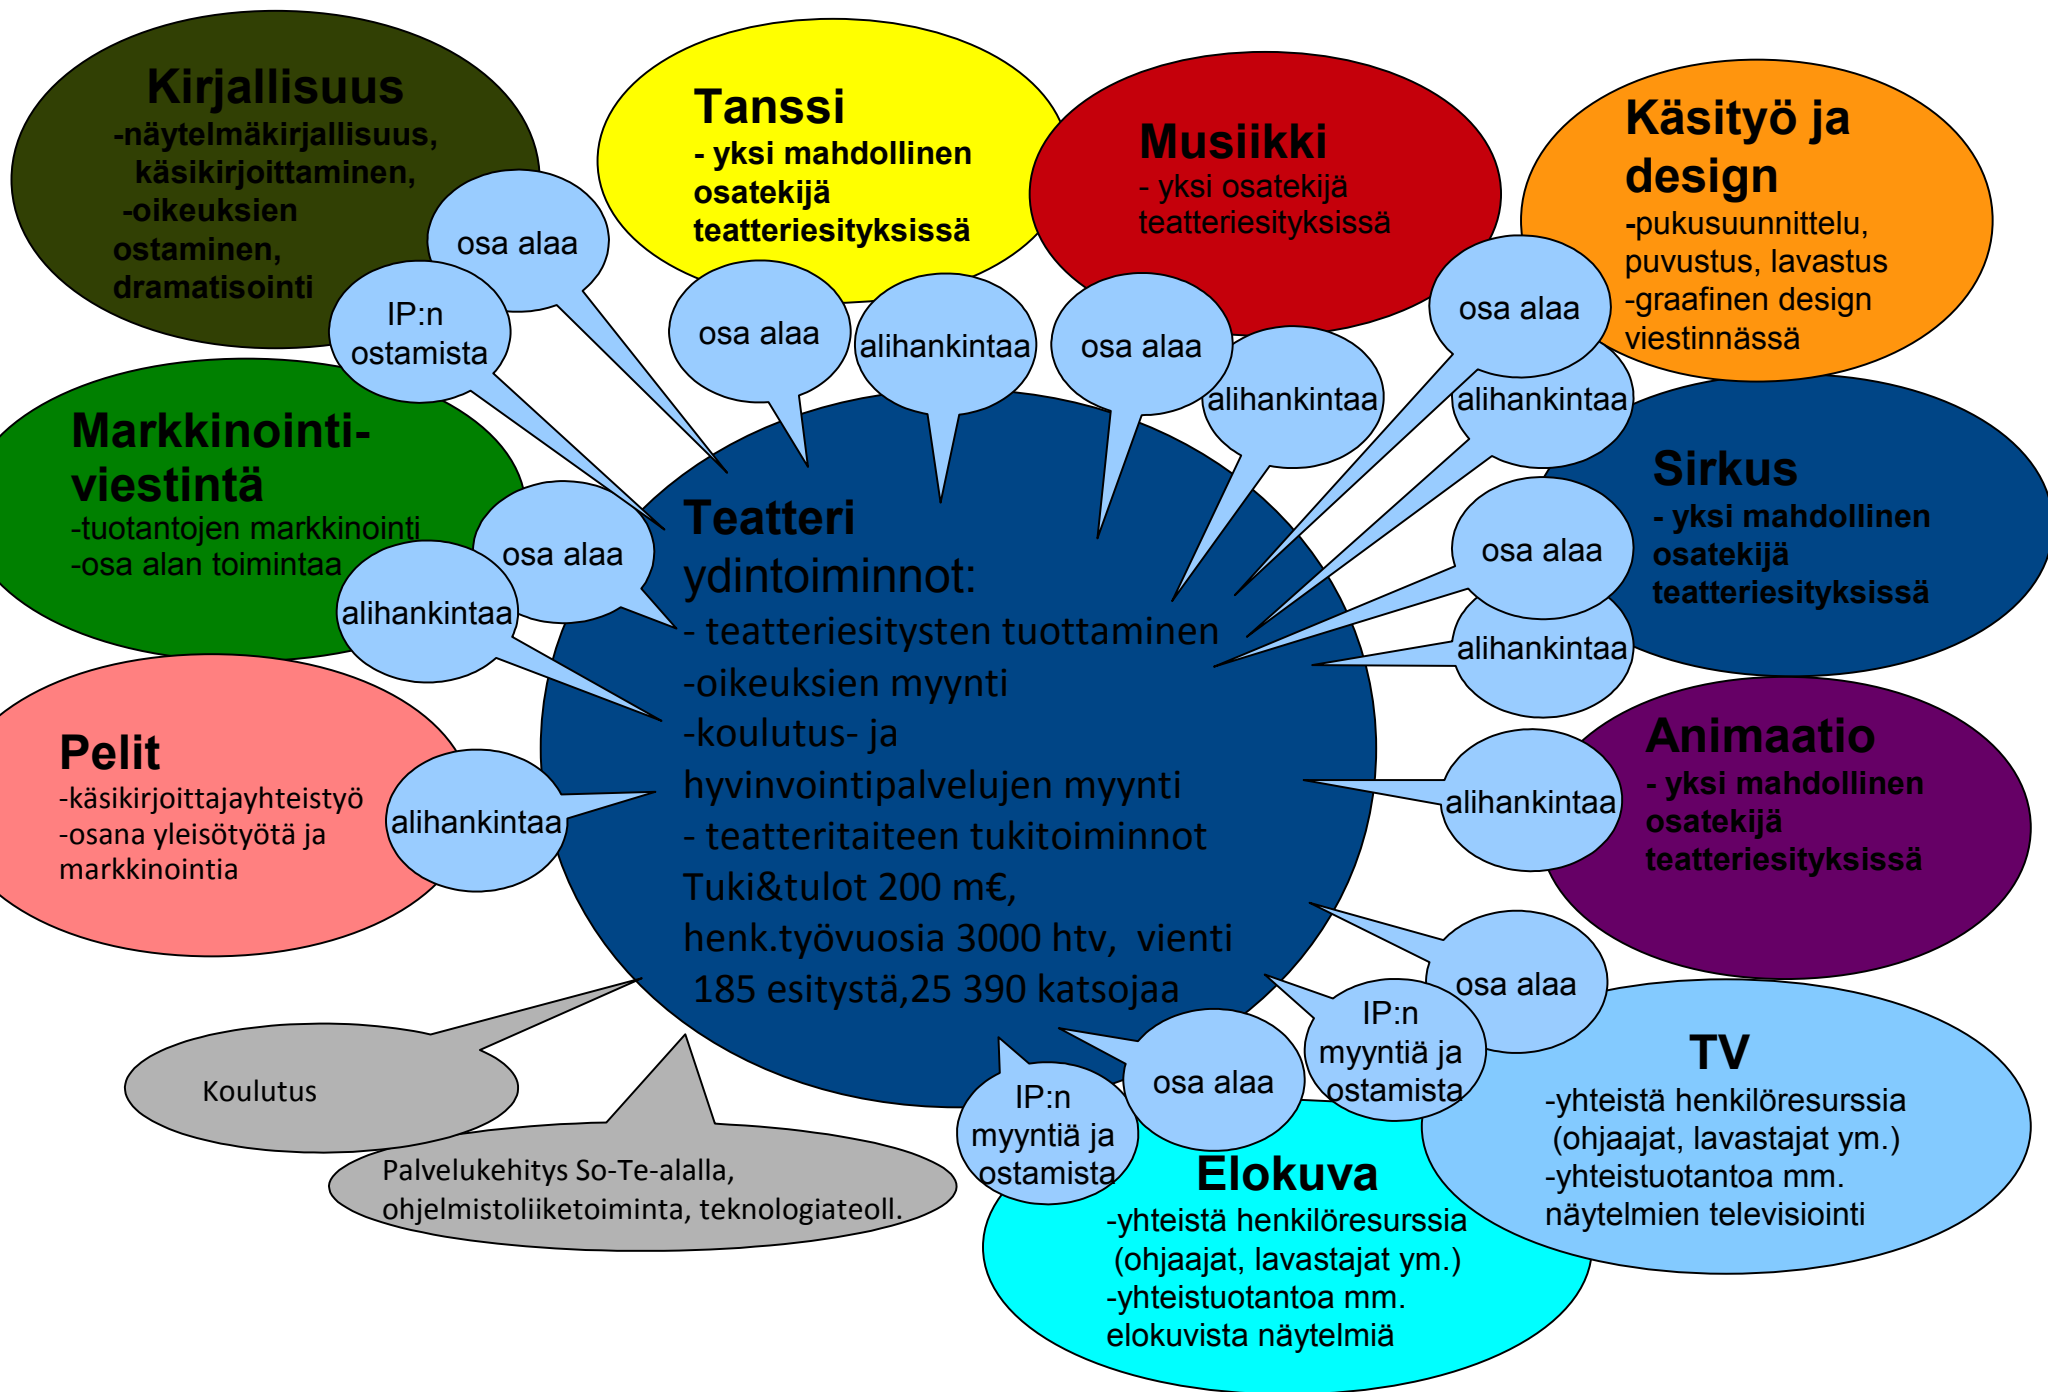 Kirjallisuus
-näytelmäkirjallisuus,
käsikirjoittaminen,
-oikeuksien
ostaminen,
dramatisointi
osa alaa
IP:n
ostamista
Tanssi
- yksi mahdollinen
osatekijä
teatteriesityksissä
osa alaa
alihankintaa
Musiikki
- yksi osatekijä
teatteriesityksissä
osa alaa
alihankintaa
Käsityö ja
design
-pukusuunnittelu,
puvustus, lavastus
-graafinen design
viestinnässä
osa alaa
alihankintaa
Markkinointi-
viestintä
-tuotantojen markkinointi
-osa alan toimintaa
osa alaa
alihankintaa
Sirkus
- yksi mahdollinen
osatekijä
teatteriesityksissä
osa alaa
alihankintaa
Teatteri
ydintoiminnot:
- teatteriesitysten tuottaminen
-oikeuksien myynti
-koulutus- ja
hyvinvointipalvelujen myynti
- teatteritaiteen tukitoiminnot
Tuki&tulot 200 m€,
henk.työvuosia 3000 htv, vienti
185 esitystä,25 390 katsojaa
Pelit
-käsikirjoittajayhteistyö
-osana yleisötyötä ja
markkinointia
alihankintaa
Animaatio
- yksi mahdollinen
osatekijä
teatteriesityksissä
alihankintaa
osa alaa
IP:n
myyntiä ja
ostamista
TV
-yhteistä henkilöresurssia
(ohjaajat, lavastajat ym.)
-yhteistuotantoa mm.
näytelmien televisiointi
osa alaa
IP:n
myyntiä ja
ostamista
Elokuva
-yhteistä henkilöresurssia
(ohjaajat, lavastajat ym.)
-yhteistuotantoa mm.
elokuvista näytelmiä
Koulutus
Palvelukehitys So-Te-alalla,
ohjelmistoliiketoiminta, teknologiateoll.